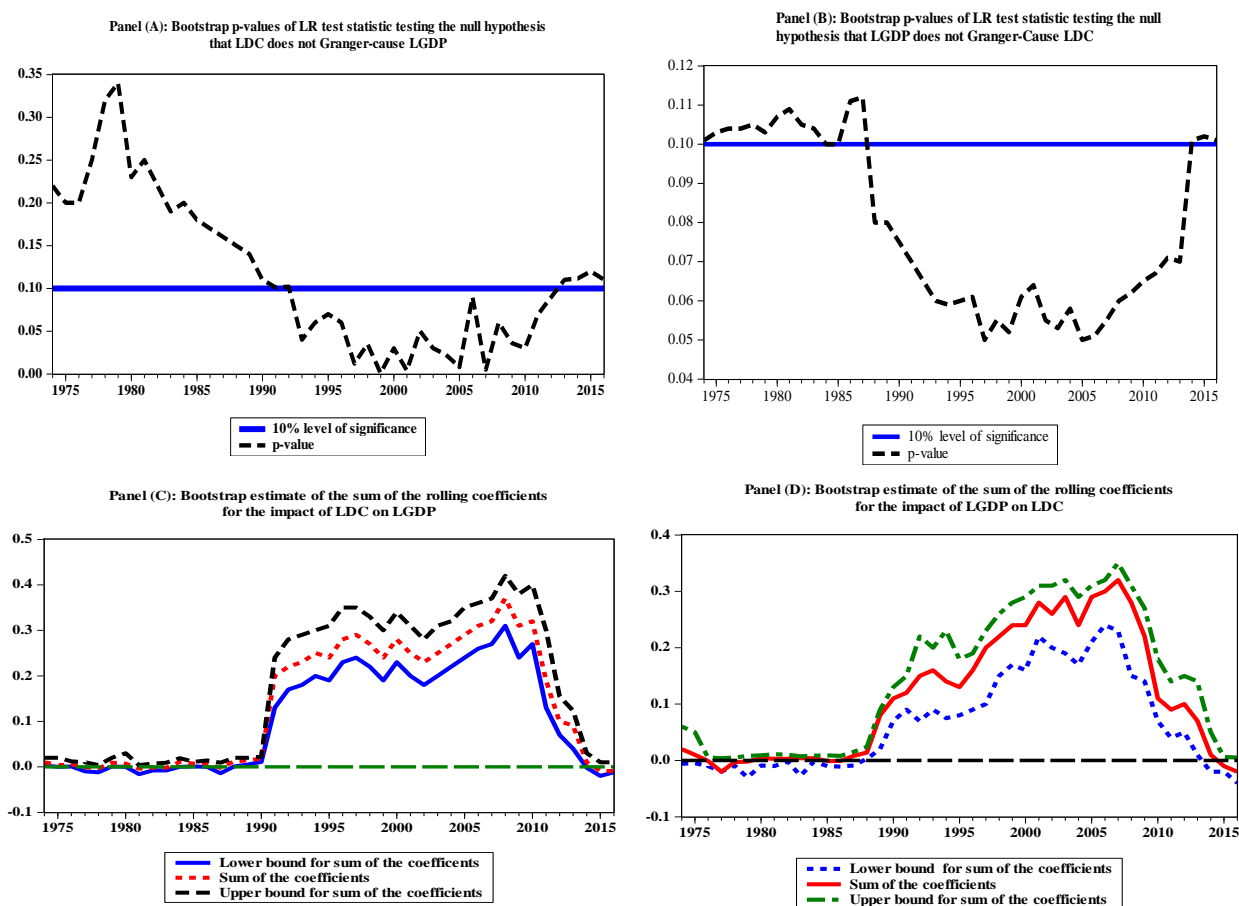 Panel (A): Bootstrap p-values of LR test statistic testing the null hypothesis
that LDC does not Granger-cause LGDP
0.35
0.30
0.25
0.20
0.15
0.10
0.05
0.00
1975 1980 1985 1990 1995 2000 2005 2010 2015
10% level of significance
p-value
Panel (B): Bootstrap p-values of LR test statistic testing the null
hypothesis that LGDP does not Granger-Cause LDC
0.12
0.11
0.10
0.09
0.08
0.07
0.06
0.05
0.04
1975 1980 1985 1990 1995 2000 2005 2010 2015
10% level of significance
p-value
Panel (C): Bootstrap estimate of the sum of the rolling coefficients
for the impact of LDC on LGDP
0.5
0.4
0.3
0.2
0.1
0.0
-0.1
1975 1980 1985 1990 1995 2000 2005 2010 2015
Lower bound for sum of the coefficents
Sum of the coefficients
Upper bound for sum of the coefficients
Panel (D): Bootstrap estimate of the sum of the rolling coefficients
for the impact of LGDP on LDC
0.4
0.3
0.2
0.1
0.0
-0.1
1975 1980 1985 1990 1995 2000 2005 2010 2015
Lower bound for sum of the coefficients
Sum of the coefficients
Upper bound for sum of the coefficients